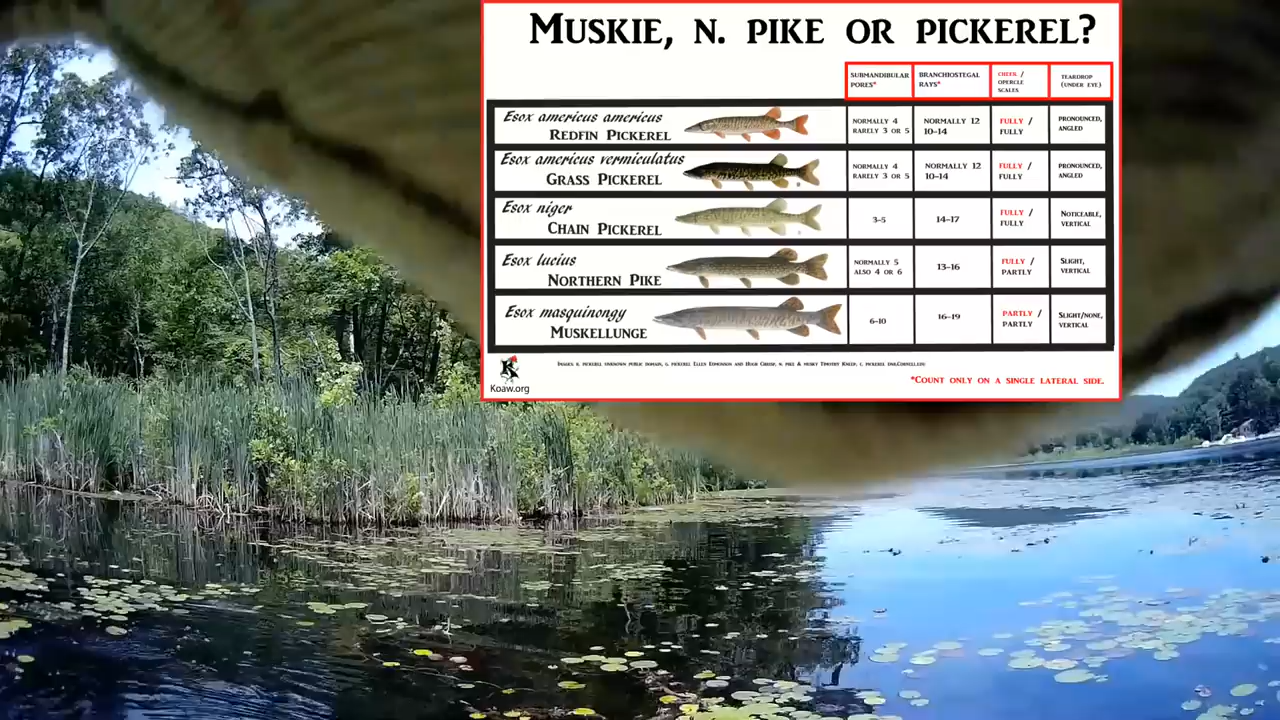 MUSKIE, N. PIKE OR PICKEREL?
SUBMANDIBULAR PORES*
BRANCHIOSTEGAL RAYS*
CHEEK / OPERCLE SCALES
TEARDROP (UNDER EYE)
Esox americus americus
REDFIN PICKEREL
NORMALLY 4
RARELY 3 OR 5
NORMALLY 12
10-14
FULLY /
FULLY
PRONOUNCED,
ANGLED
Esox americus vermiculatus
GRASS PICKEREL
NORMALLY 4
RARELY 3 OR 5
NORMALLY 12
10-14
FULLY /
FULLY
PRONOUNCED,
ANGLED
Esox niger
CHAIN PICKEREL
3-5
14-17
FULLY /
FULLY
NOTICEABLE,
VERTICAL
Esox lucius
NORTHERN PIKE
NORMALLY 5
ALSO 4 OR 6
13-16
FULLY /
PARTLY
SLIGHT,
VERTICAL
Esox masquinongy
MUSKELLUNGE
6-10
16-19
PARTLY /
PARTLY
SLIGHT/NONE,
VERTICAL
Koaw.org
*COUNT ONLY ON A SINGLE LATERAL SIDE.